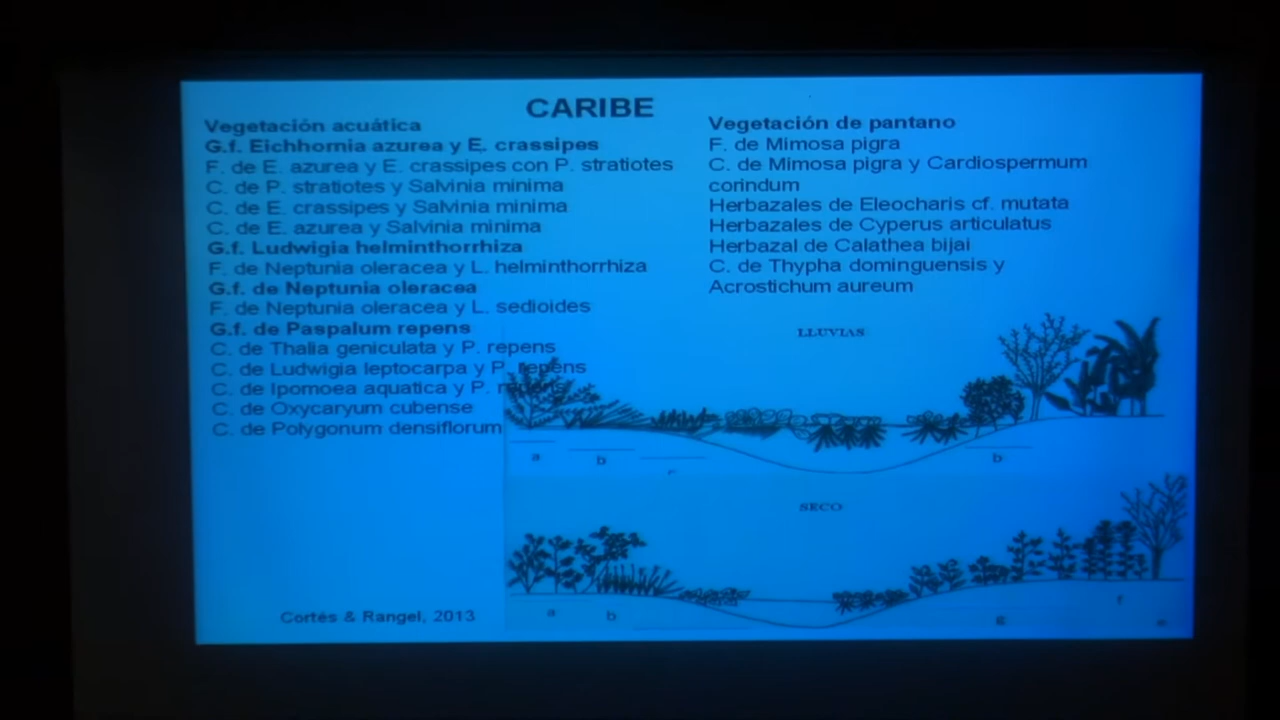 CARIBE
Vegetación acuática
G.f. Eichhornia azurea y E. crassipes
F. de E. azurea y E. crassipes con P. stratiotes
C. de P. stratiotes y Salvinia minima
C. de E. crassipes y Salvinia minima
C. de E. azurea y Salvinia minima
G.f. Ludwigia helminthorrhiza
F. de Neptunia oleracea y L. helminthorrhiza
G.f. de Neptunia oleracea
F. de Neptunia oleracea y L. sedioides
G.f. de Paspalum repens
C. de Thalia geniculata y P. repens
C. de Ludwigia leptocarpa y P. repens
C. de Ipomoea aquatica y P. repens
C. de Oxycaryum cubense
C. de Polygonum densiflorum
Vegetación de pantano
F. de Mimosa pigra
C. de Mimosa pigra y Cardiospermum
corindum
Herbazales de Eleocharis cf. mutata
Herbazales de Cyperus articulatus
Herbazal de Calathea bijai
C. de Thypha dominguensis y
Acrostichum aureum
LLUVIAS
a b b
SECO
a b g f
Cortés & Rangel, 2013